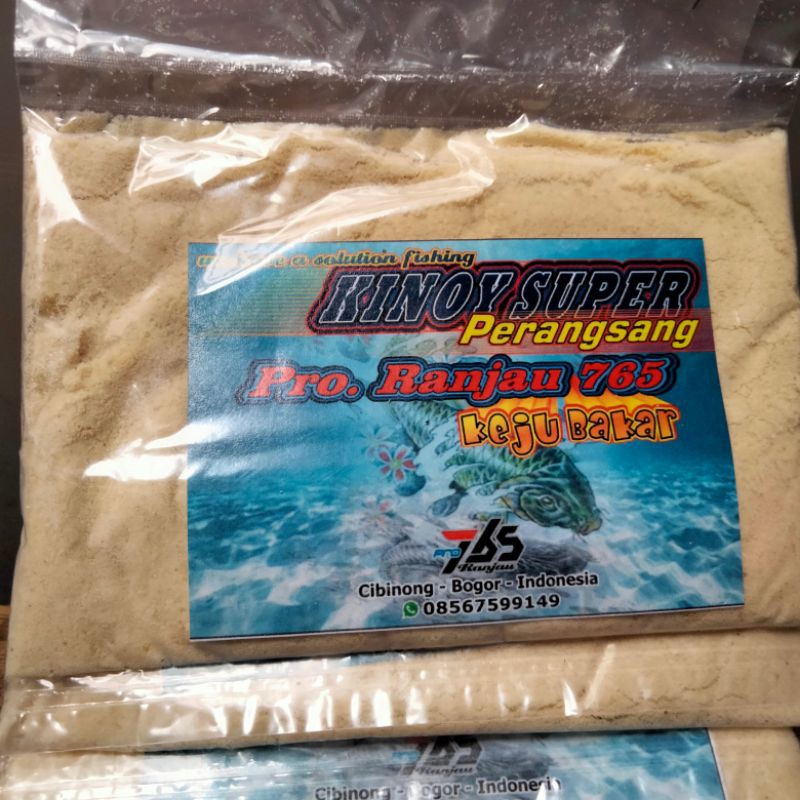 a solution fishing
KINOY SUPER
Perangsang
Pro. Ranjau 765
Keju Bakar
PRO 765
Ranjau
Cibinong - Bogor - Indonesia
08567599149
Ranjau
Cibinong - Bogor - Indonesia